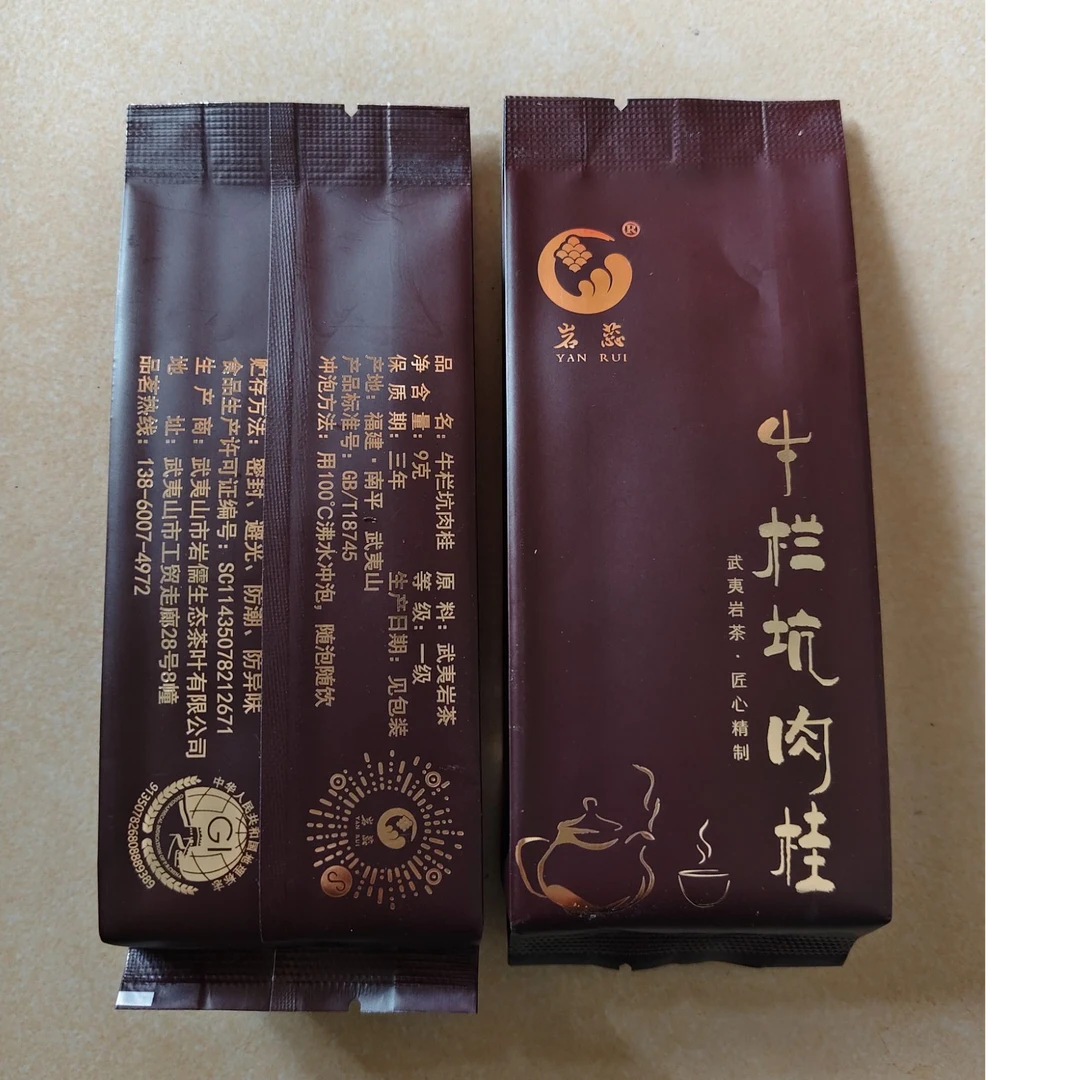 品名：牛栏坑肉桂 原料：武夷岩茶
净含量：9克 等级：一级
保质期：三年 生产日期：见包装
产地：福建·南平·武夷山
产品标准号：GB/T18745
冲泡方法：用100℃沸水冲泡，随泡随饮
贮存方法：密封、避光、防潮、防异味
食品生产许可证编号：SC11435078212671
生产商：武夷山市岩儒生态茶叶有限公司
地址：武夷山市工贸走廊28号8幢
品茗热线：138-6007-4972
岩蕊
YAN RUI
中华人民共和国地理标志
GI
岩蕊
YAN RUI
®
牛栏坑肉桂
武夷岩茶·匠心精制